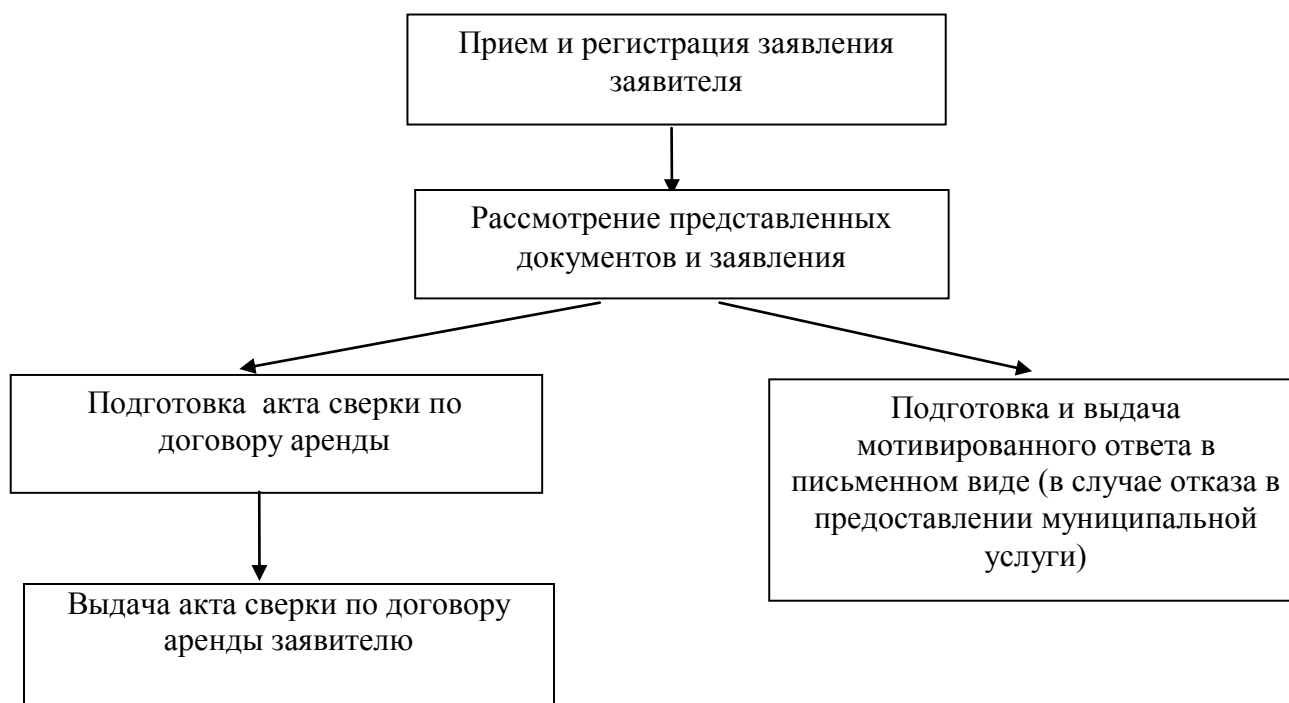 Прием и регистрация заявления
заявителя
Рассмотрение представленных
документов и заявления
Подготовка  акта сверки по
договору аренды
Подготовка и выдача
мотивированного ответа в
письменном виде (в случае отказа в
предоставлении муниципальной
услуги)
Выдача акта сверки по договору
аренды заявителю